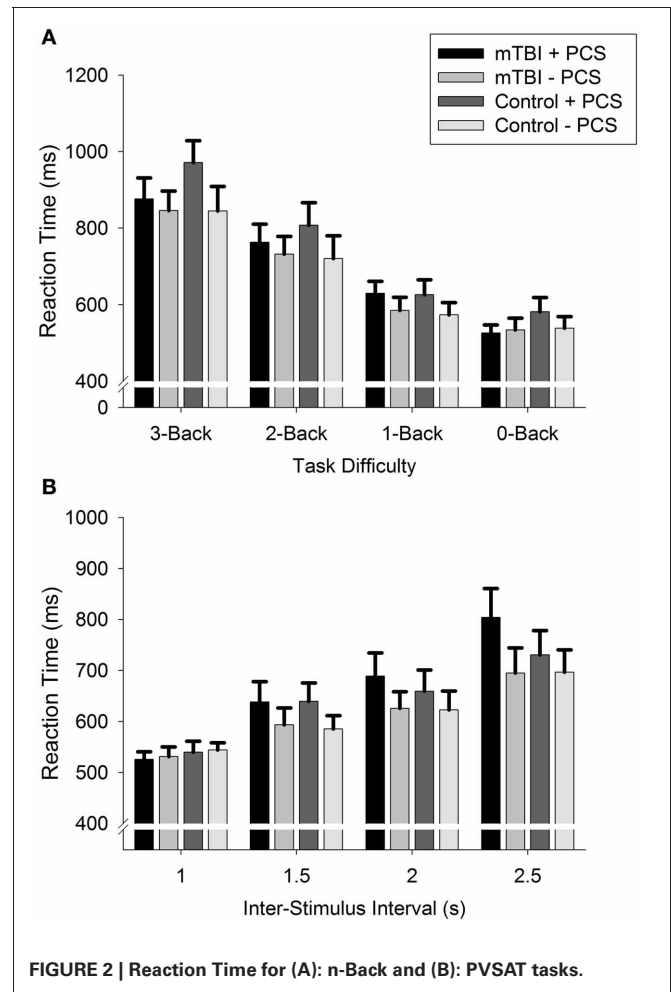 A
mTBI + PCS
mTBI - PCS
Control + PCS
Control - PCS
1200
1000
800
600
400
0
Reaction Time (ms)
3-Back 2-Back 1-Back 0-Back
Task Difficulty
B
1000
900
800
700
600
500
400
Reaction Time (ms)
1 1.5 2 2.5
Inter-Stimulus Interval (s)
FIGURE 2 | Reaction Time for (A): n-Back and (B): PVSAT tasks.